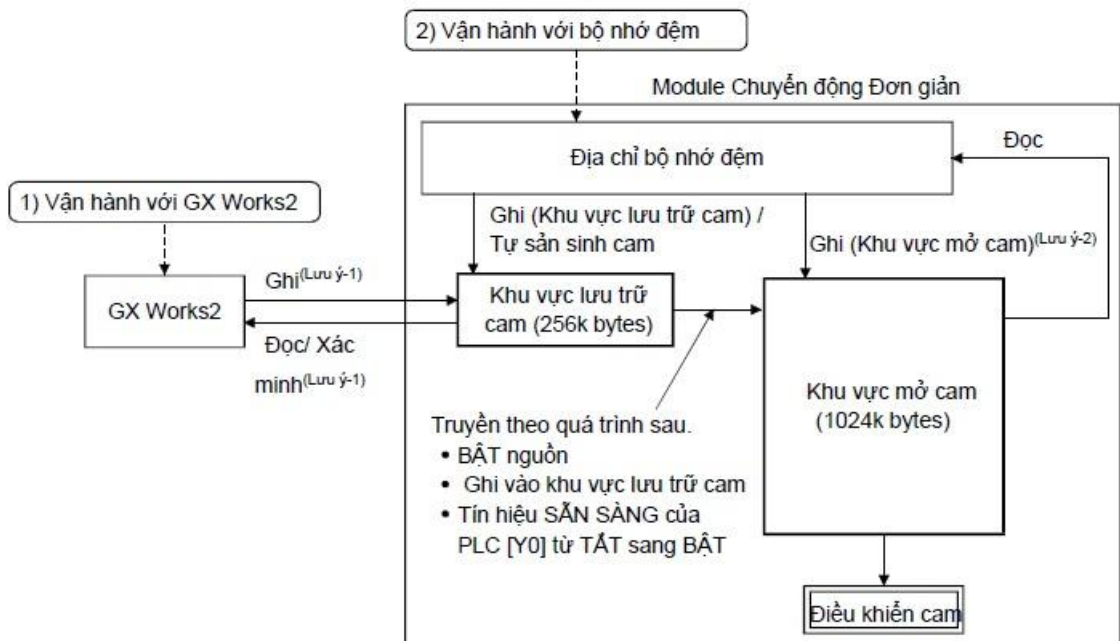 2) Vận hành với bộ nhớ đệm
Module Chuyển động Đơn giản
Địa chỉ bộ nhớ đệm
Đọc
1) Vận hành với GX Works2
Ghi (Khu vực lưu trữ cam) /
Tự sản sinh cam
Ghi (Khu vực mở cam)(Lưu ý-2)
Ghi(Lưu ý-1)
GX Works2
Khu vực lưu trữ
cam (256k bytes)
Đọc/ Xác
minh(Lưu ý-1)
Khu vực mở cam
(1024k bytes)
Truyền theo quá trình sau.
• BẬT nguồn
• Ghi vào khu vực lưu trữ cam
• Tín hiệu SẴN SÀNG của
PLC [Y0] từ TẮT sang BẬT
Điều khiển cam